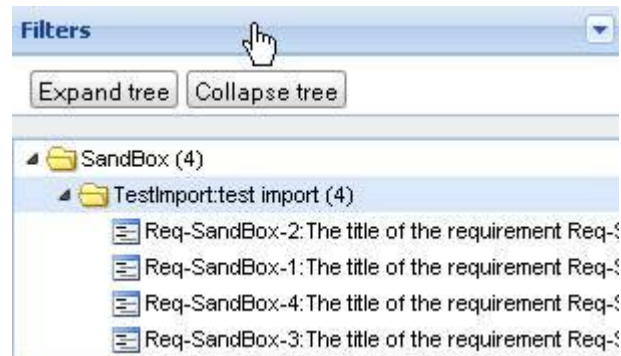 Filters
Expand tree Collapse tree
SandBox (4)
TestImport:test import (4)
Req-SandBox-2:The title of the requirement Req-S
Req-SandBox-1:The title of the requirement Req-S
Req-SandBox-4:The title of the requirement Req-S
Req-SandBox-3:The title of the requirement Req-S